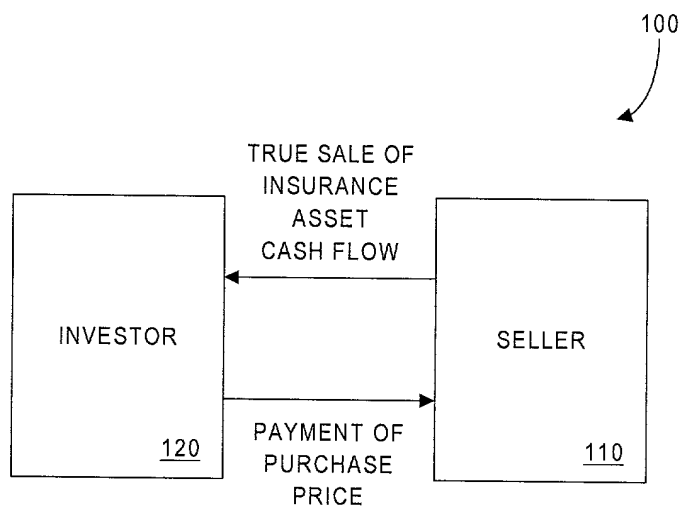 100
TRUE SALE OF
INSURANCE
ASSET
CASH FLOW
INVESTOR
120
SELLER
110
PAYMENT OF
PURCHASE
PRICE